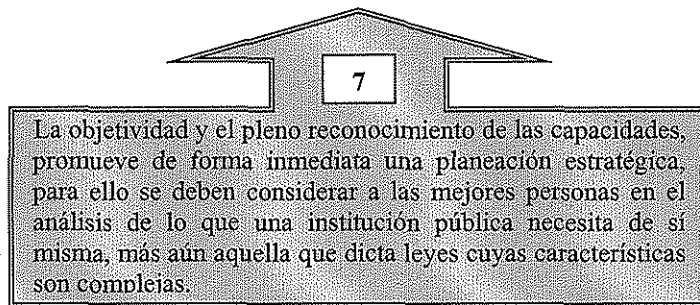 7
La objetividad y el pleno reconocimiento de las capacidades,
promueve de forma inmediata una planeación estratégica,
para ello se deben considerar a las mejores personas en el
análisis de lo que una institución pública necesita de sí
misma, más aún aquella que dicta leyes cuyas características
son complejas.